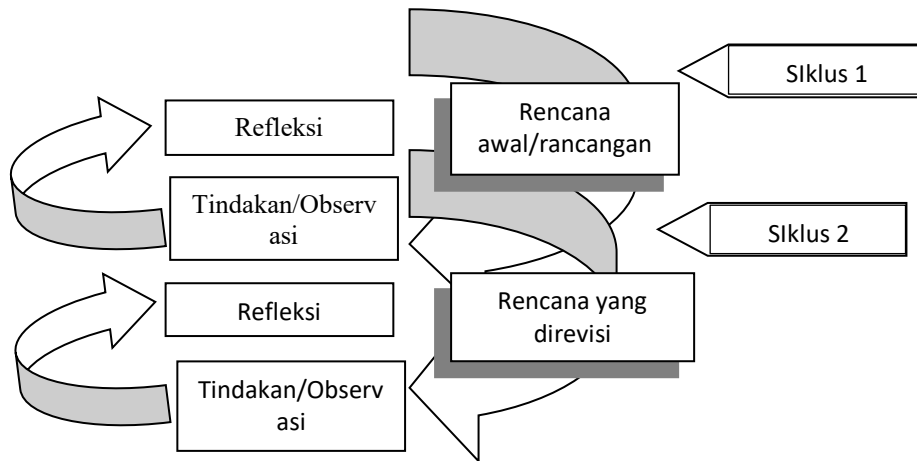 SIklus 1
Refleksi
Rencana
awal/rancangan
Tindakan/Observ
asi
SIklus 2
Refleksi
Rencana yang
direvisi
Tindakan/Observ
asi